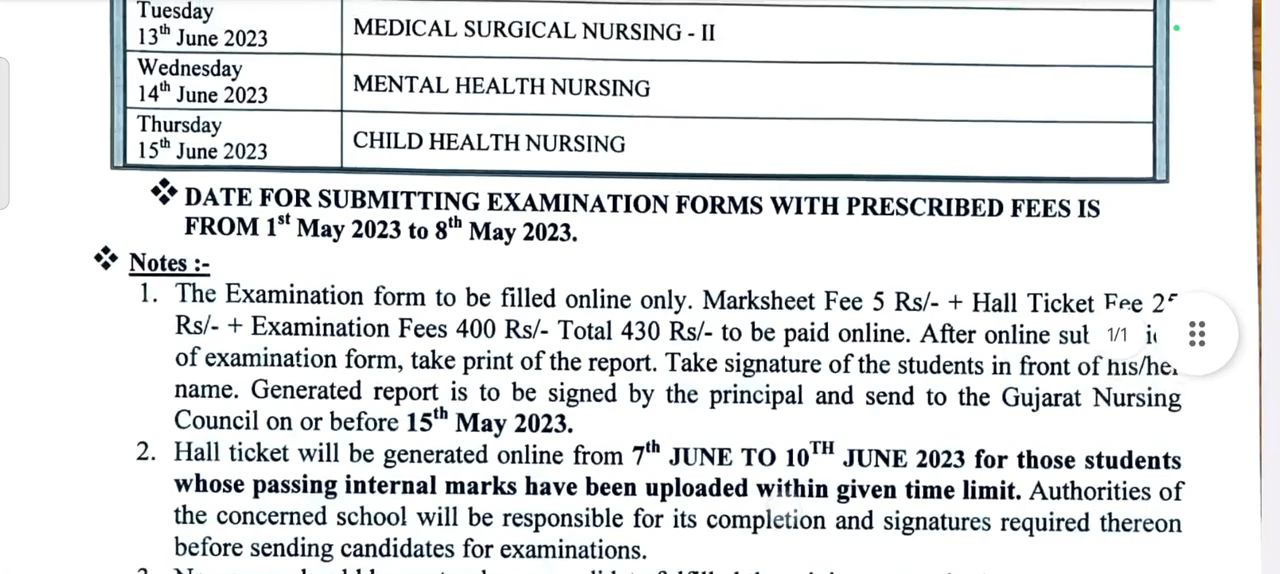 Tuesday
13th June 2023
MEDICAL SURGICAL NURSING - II
Wednesday
14th June 2023
MENTAL HEALTH NURSING
Thursday
15th June 2023
CHILD HEALTH NURSING
❖ DATE FOR SUBMITTING EXAMINATION FORMS WITH PRESCRIBED FEES IS
FROM 1st May 2023 to 8th May 2023.
❖ Notes :-
1. The Examination form to be filled online only. Marksheet Fee 5 Rs/- + Hall Ticket Fee
Rs/- + Examination Fees 400 Rs/- Total 430 Rs/- to be paid online. After online
1/1
of examination form, take print of the report. Take signature of the students in front of his/her
name. Generated report is to be signed by the principal and send to the Gujarat Nursing
Council on or before 15th May 2023.
2. Hall ticket will be generated online from 7th JUNE TO 10TH JUNE 2023 for those students
whose passing internal marks have been uploaded within given time limit. Authorities of
the concerned school will be responsible for its completion and signatures required thereon
before sending candidates for examinations.